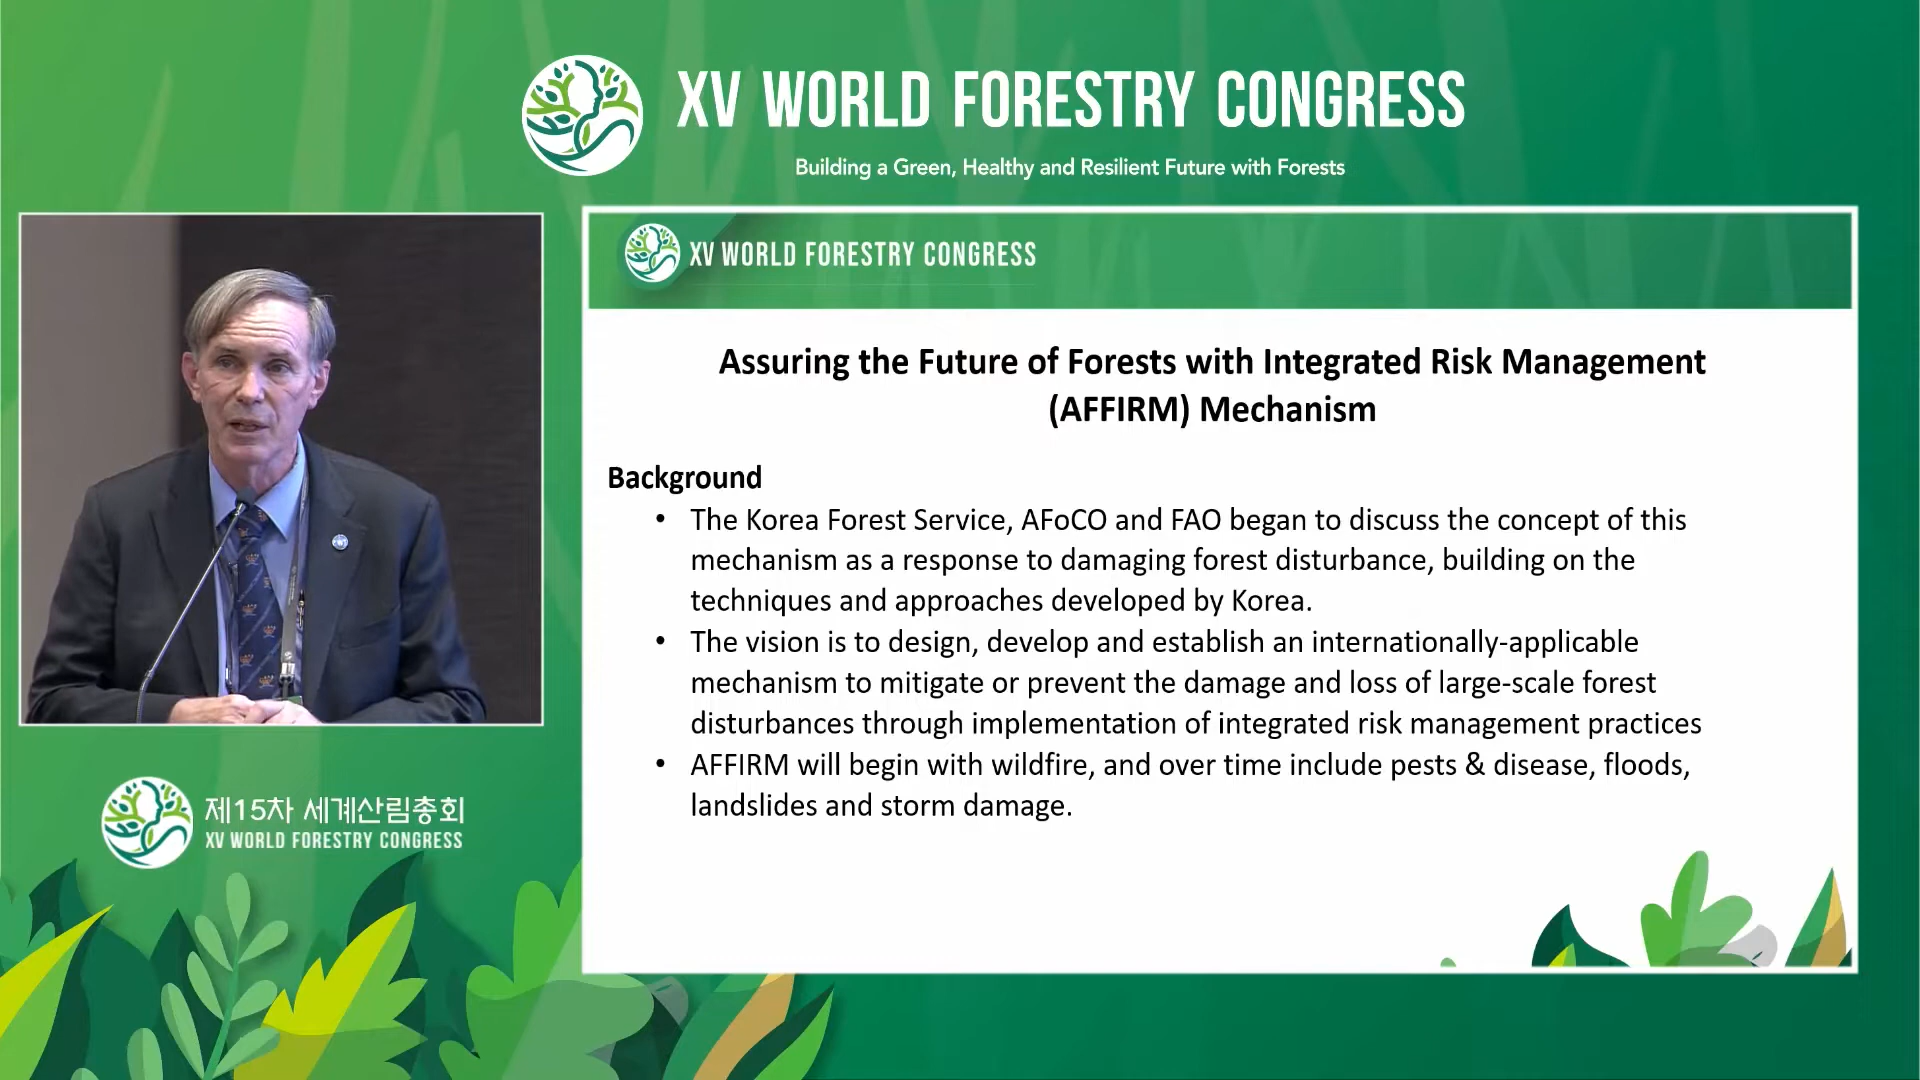 XV WORLD FORESTRY CONGRESS
Building a Green, Healthy and Resilient Future with Forests
XV WORLD FORESTRY CONGRESS
Assuring the Future of Forests with Integrated Risk Management
(AFFIRM) Mechanism
Background
• The Korea Forest Service, AFoCO and FAO began to discuss the concept of this
mechanism as a response to damaging forest disturbance, building on the
techniques and approaches developed by Korea.
• The vision is to design, develop and establish an internationally-applicable
mechanism to mitigate or prevent the damage and loss of large-scale forest
disturbances through implementation of integrated risk management practices
• AFFIRM will begin with wildfire, and over time include pests & disease, floods,
landslides and storm damage.
제15차 세계산림총회
XV WORLD FORESTRY CONGRESS